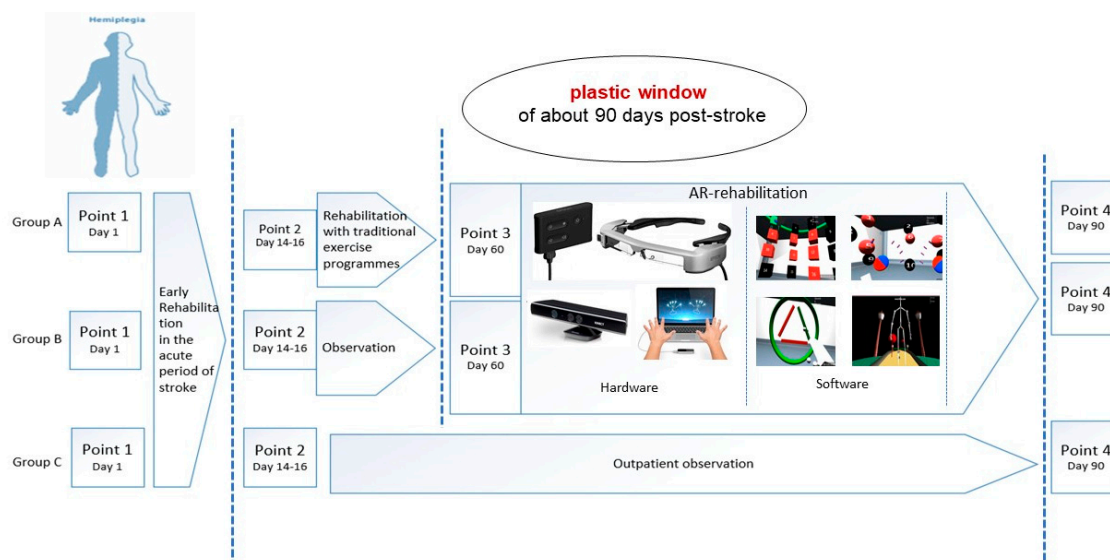 Hemiplegia
plastic window
of about 90 days post-stroke
Group A
Point 1
Day 1
Early
Rehabilita
tion
in the
acute
period of
stroke
Point 2
Day 14-16
Rehabilitation
with traditional
exercise
programmes
Point 3
Day 60
AR-rehabilitation
Point 4
Day 90
Group B
Point 1
Day 1
Point 2
Day 14-16
Observation
Point 3
Day 60
Hardware
Software
Point 4
Day 90
Group C
Point 1
Day 1
Point 2
Day 14-16
Outpatient observation
Point 4
Day 90